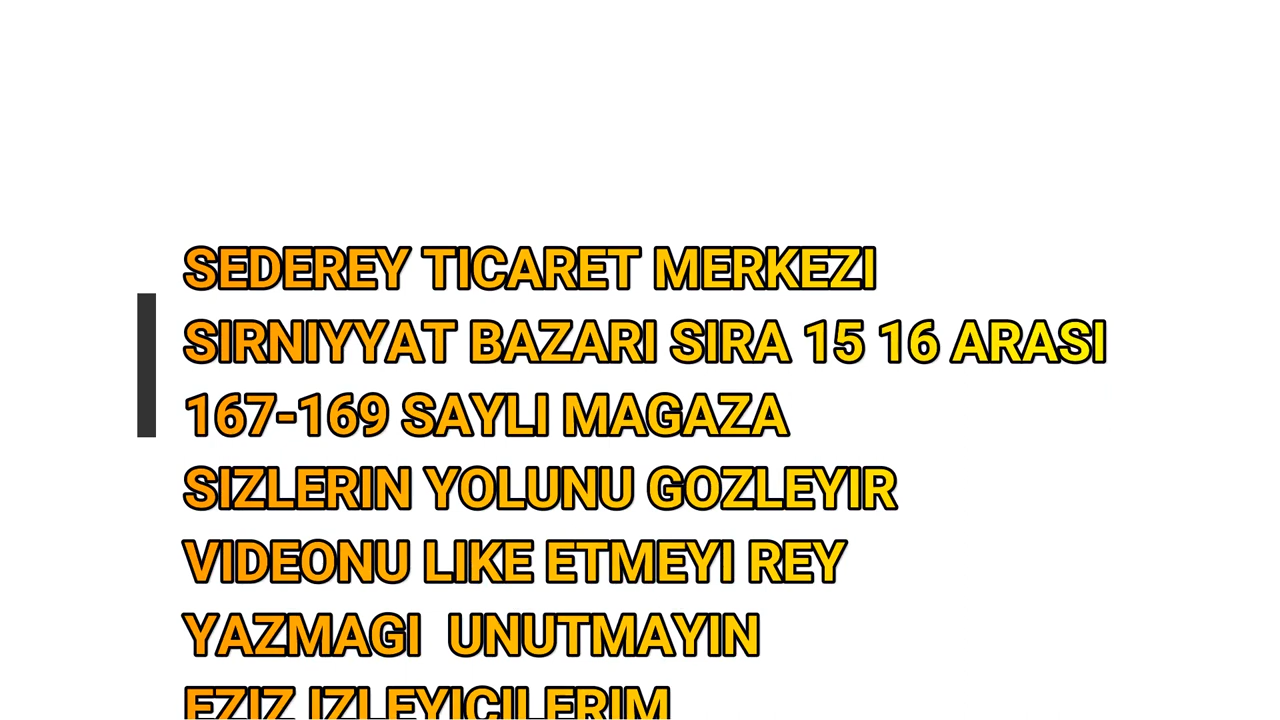 SEDEREY TICARET MERKEZI
SIRNIYYAT BAZARI SIRA 15 16 ARASI
167-169 SAYLI MAGAZA
SIZLERIN YOLUNU GOZLEYIR
VIDEONU LIKE ETMEYI REY
YAZMAGI  UNUTMAYIN
EZIZ IZLEYICILERIM